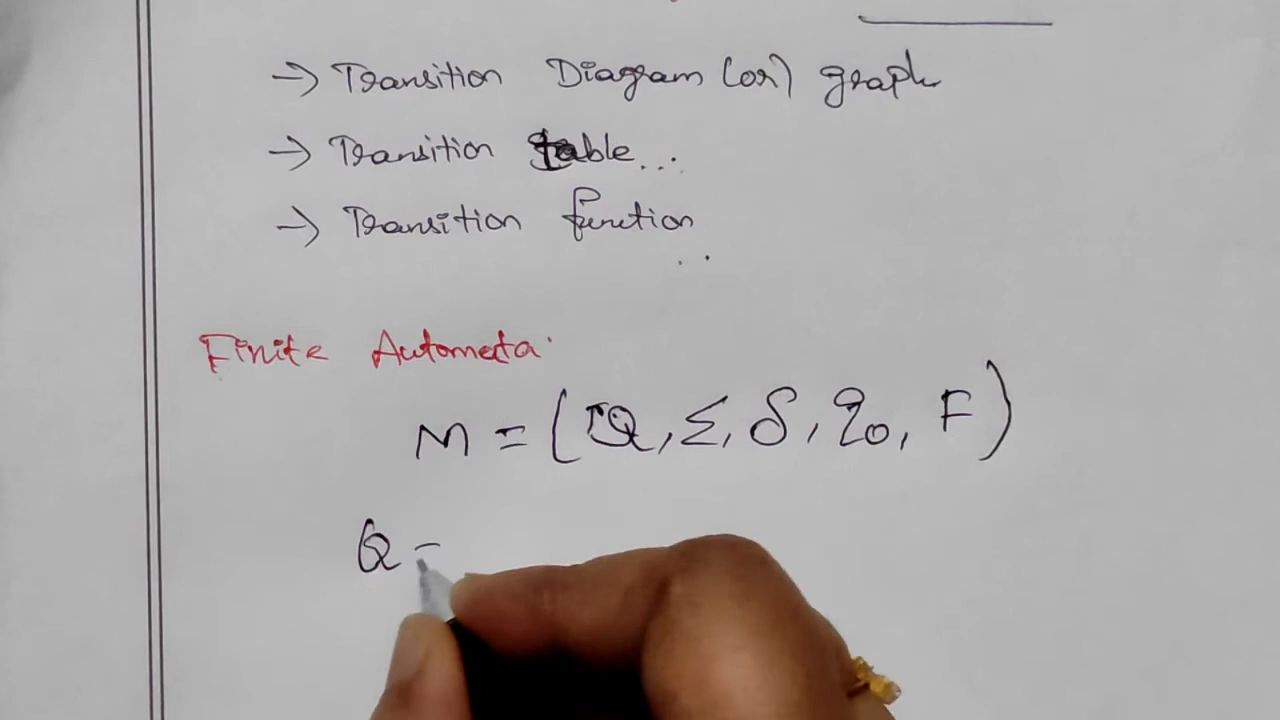 → Transition Diagram (or) graph
→ Transition table...
→ Transition function
Finite Automata.
M = (Q, Σ, δ, q₀, F)
Q =